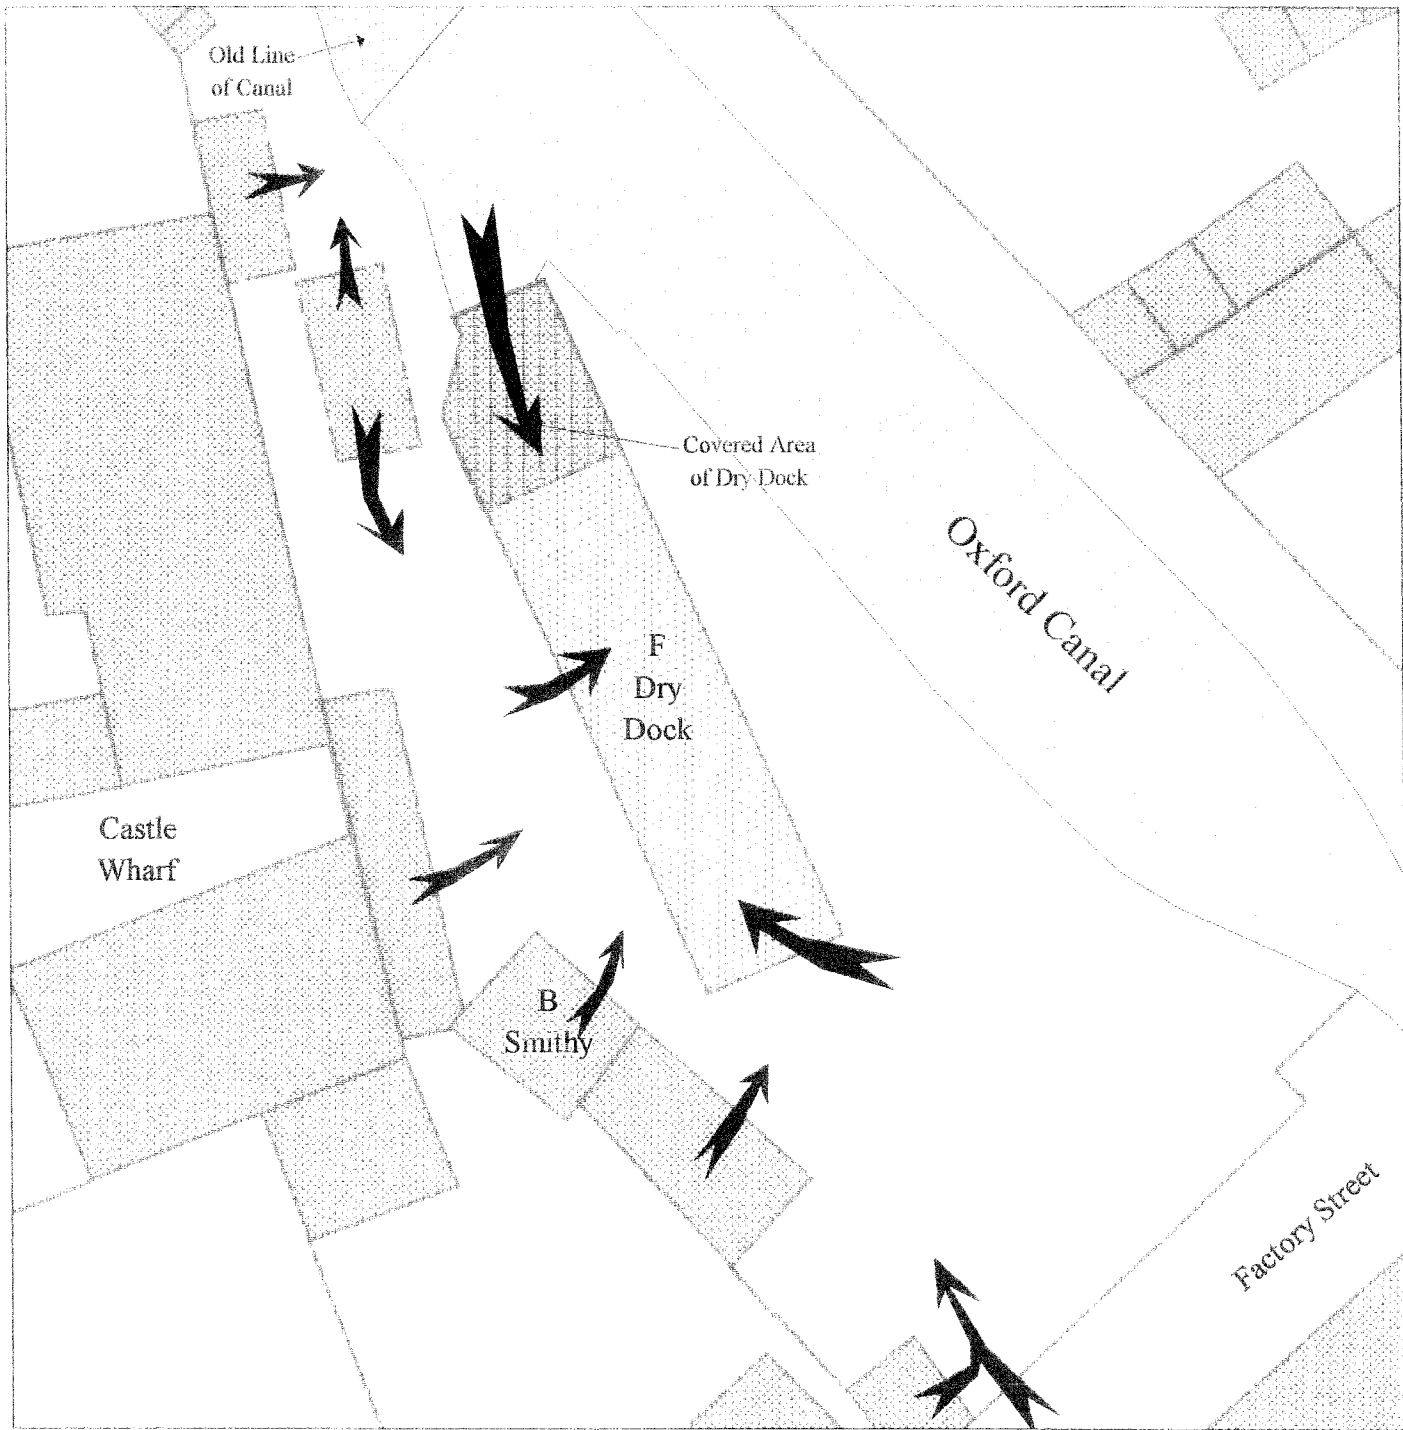 Old Line
of Canal
Covered Area
of Dry Dock
Oxford Canal
F
Dry
Dock
Castle
Wharf
B
Smithy
Factory Street